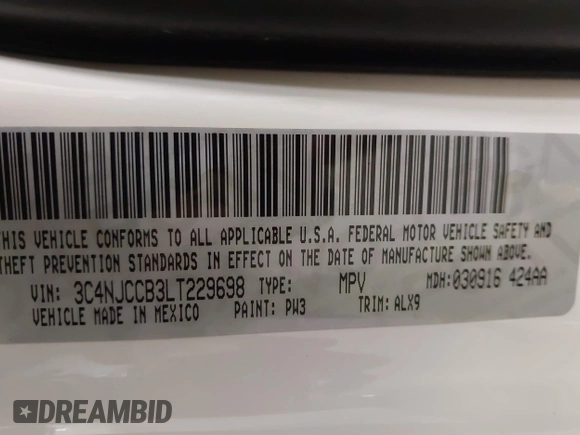 THIS VEHICLE CONFORMS TO ALL APPLICABLE U.S.A. FEDERAL MOTOR VEHICLE SAFETY AND
THEFT PREVENTION STANDARDS IN EFFECT ON THE DATE OF MANUFACTURE SHOWN ABOVE.
VIN: 3C4NJCCB3LT229698 TYPE: MPV MDH:030916 424AA
VEHICLE MADE IN MEXICO PAINT: PW3 TRIM: ALX9
DREAMBID